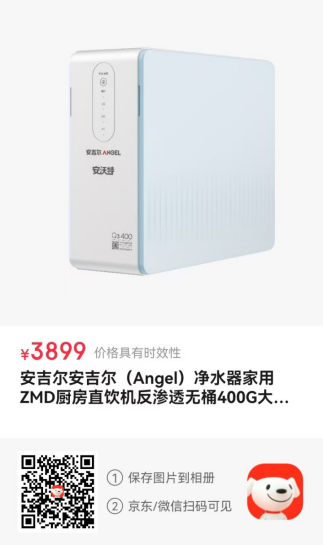 安吉尔 ANGEL
安沃特
¥3899 价格具有时效性
安吉尔安吉尔（Angel）净水器家用
ZMD厨房直饮机反渗透无桶400G大...
① 保存图片到相册
② 京东/微信扫码可见